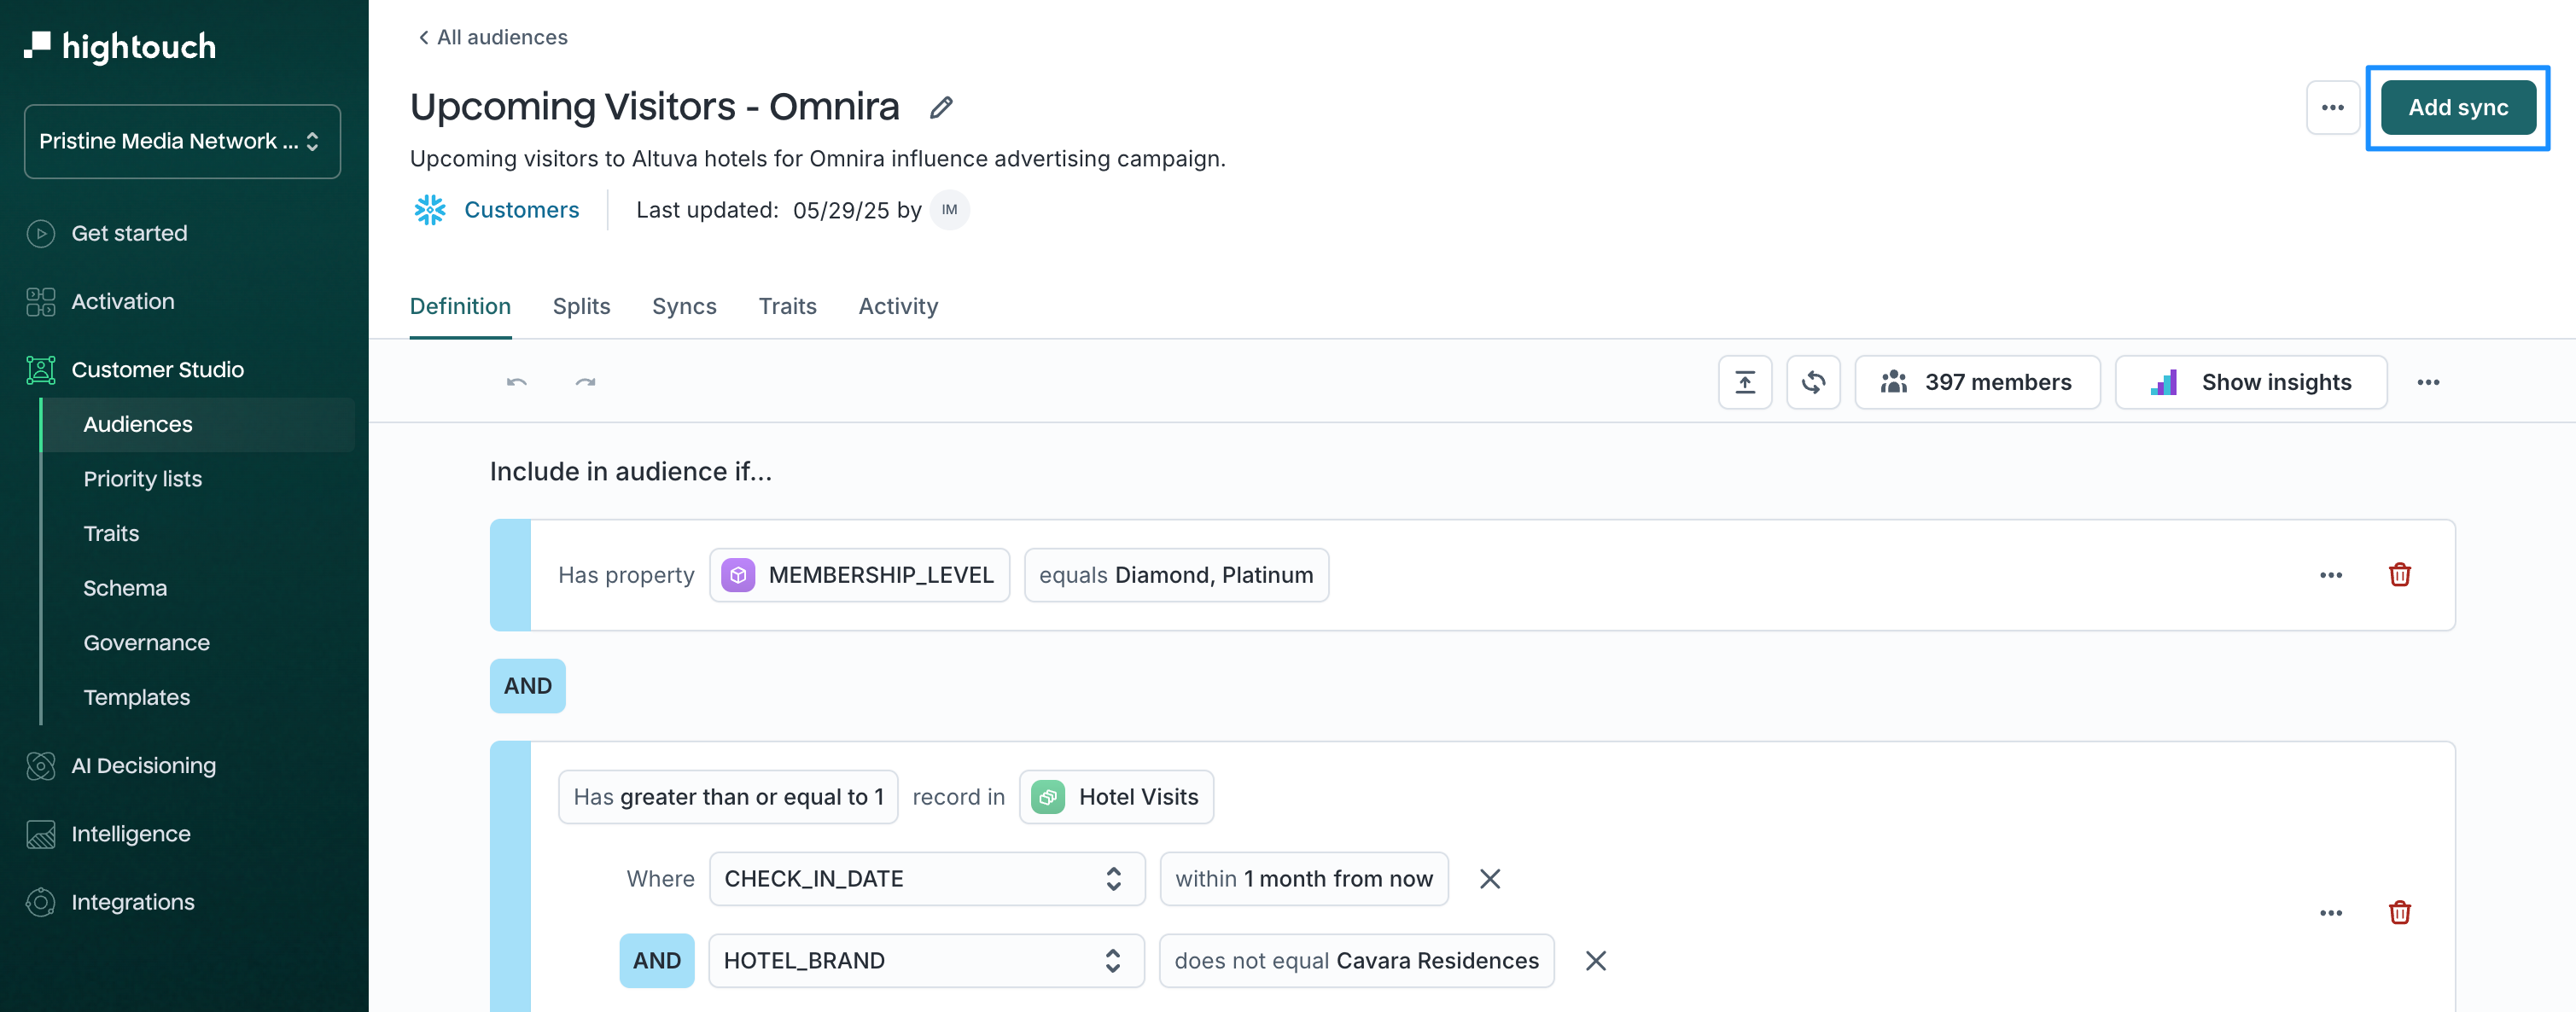 hightouch
Pristine Media Network ...
Get started
Activation
Customer Studio
Audiences
Priority lists
Traits
Schema
Governance
Templates
AI Decisioning
Intelligence
Integrations
All audiences
Upcoming Visitors - Omnira
Add sync
Upcoming visitors to Altuva hotels for Omnira influence advertising campaign.
Customers Last updated: 05/29/25 by IM
Definition Splits Syncs Traits Activity
397 members Show insights
Include in audience if...
Has property MEMBERSHIP_LEVEL equals Diamond, Platinum
AND
Has greater than or equal to 1 record in Hotel Visits
Where CHECK_IN_DATE within 1 month from now
AND HOTEL_BRAND does not equal Cavara Residences